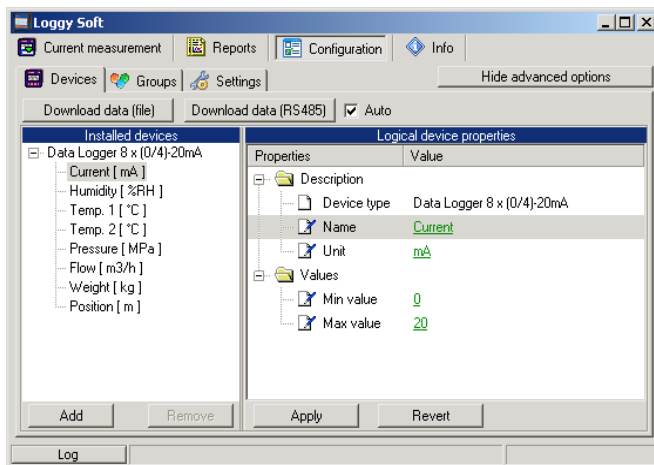 Loggy Soft
Current measurement Reports Configuration Info
Devices Groups Settings Hide advanced options
Download data (file) Download data (RS485) Auto
Installed devices Logical device properties
Data Logger 8 x (0/4)-20mA
Current [ mA ]
Humidity [ %RH ]
Temp. 1 [ °C ]
Temp. 2 [ °C ]
Pressure [ MPa ]
Flow [ m3/h ]
Weight [ kg ]
Position [ m ]
Properties Value
Description
Device type Data Logger 8 x (0/4)-20mA
Name Current
Unit mA
Values
Min value 0
Max value 20
Add Remove Apply Revert
Log